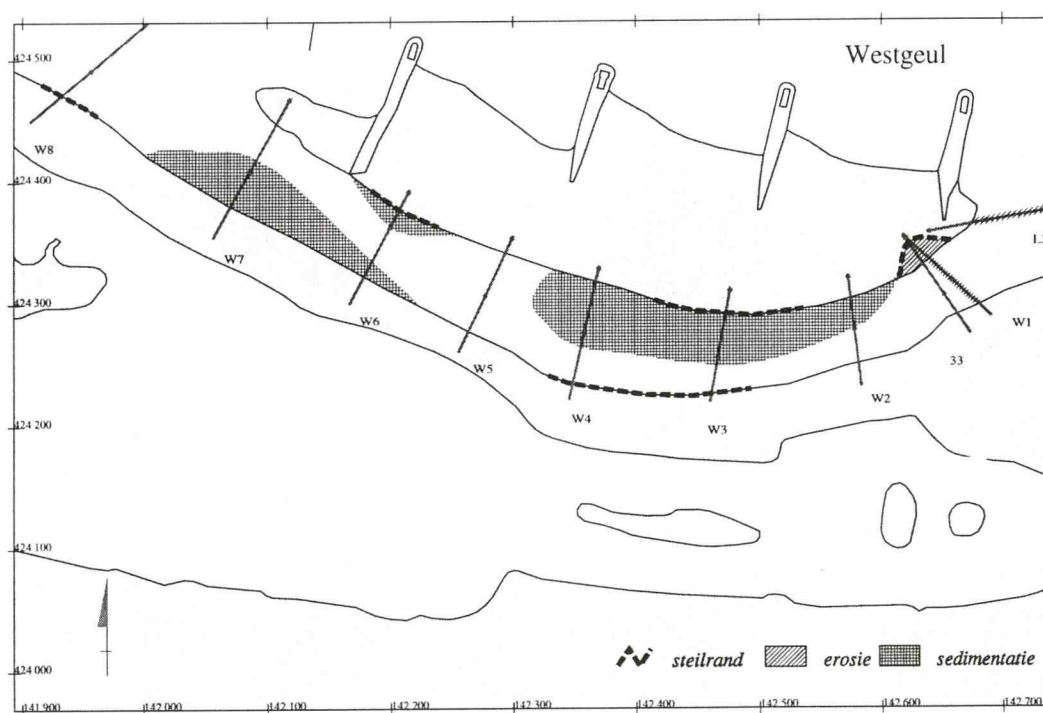 Westgeul
424 500
424 400
424 300
424 200
424 100
424 000
W8
W7
W6
W5
W4
W3
W2
33
W1
steilrand
erosie
sedimentatie
141.900
142.000
142.100
142.200
142.300
142.400
142.500
142.600
142.700